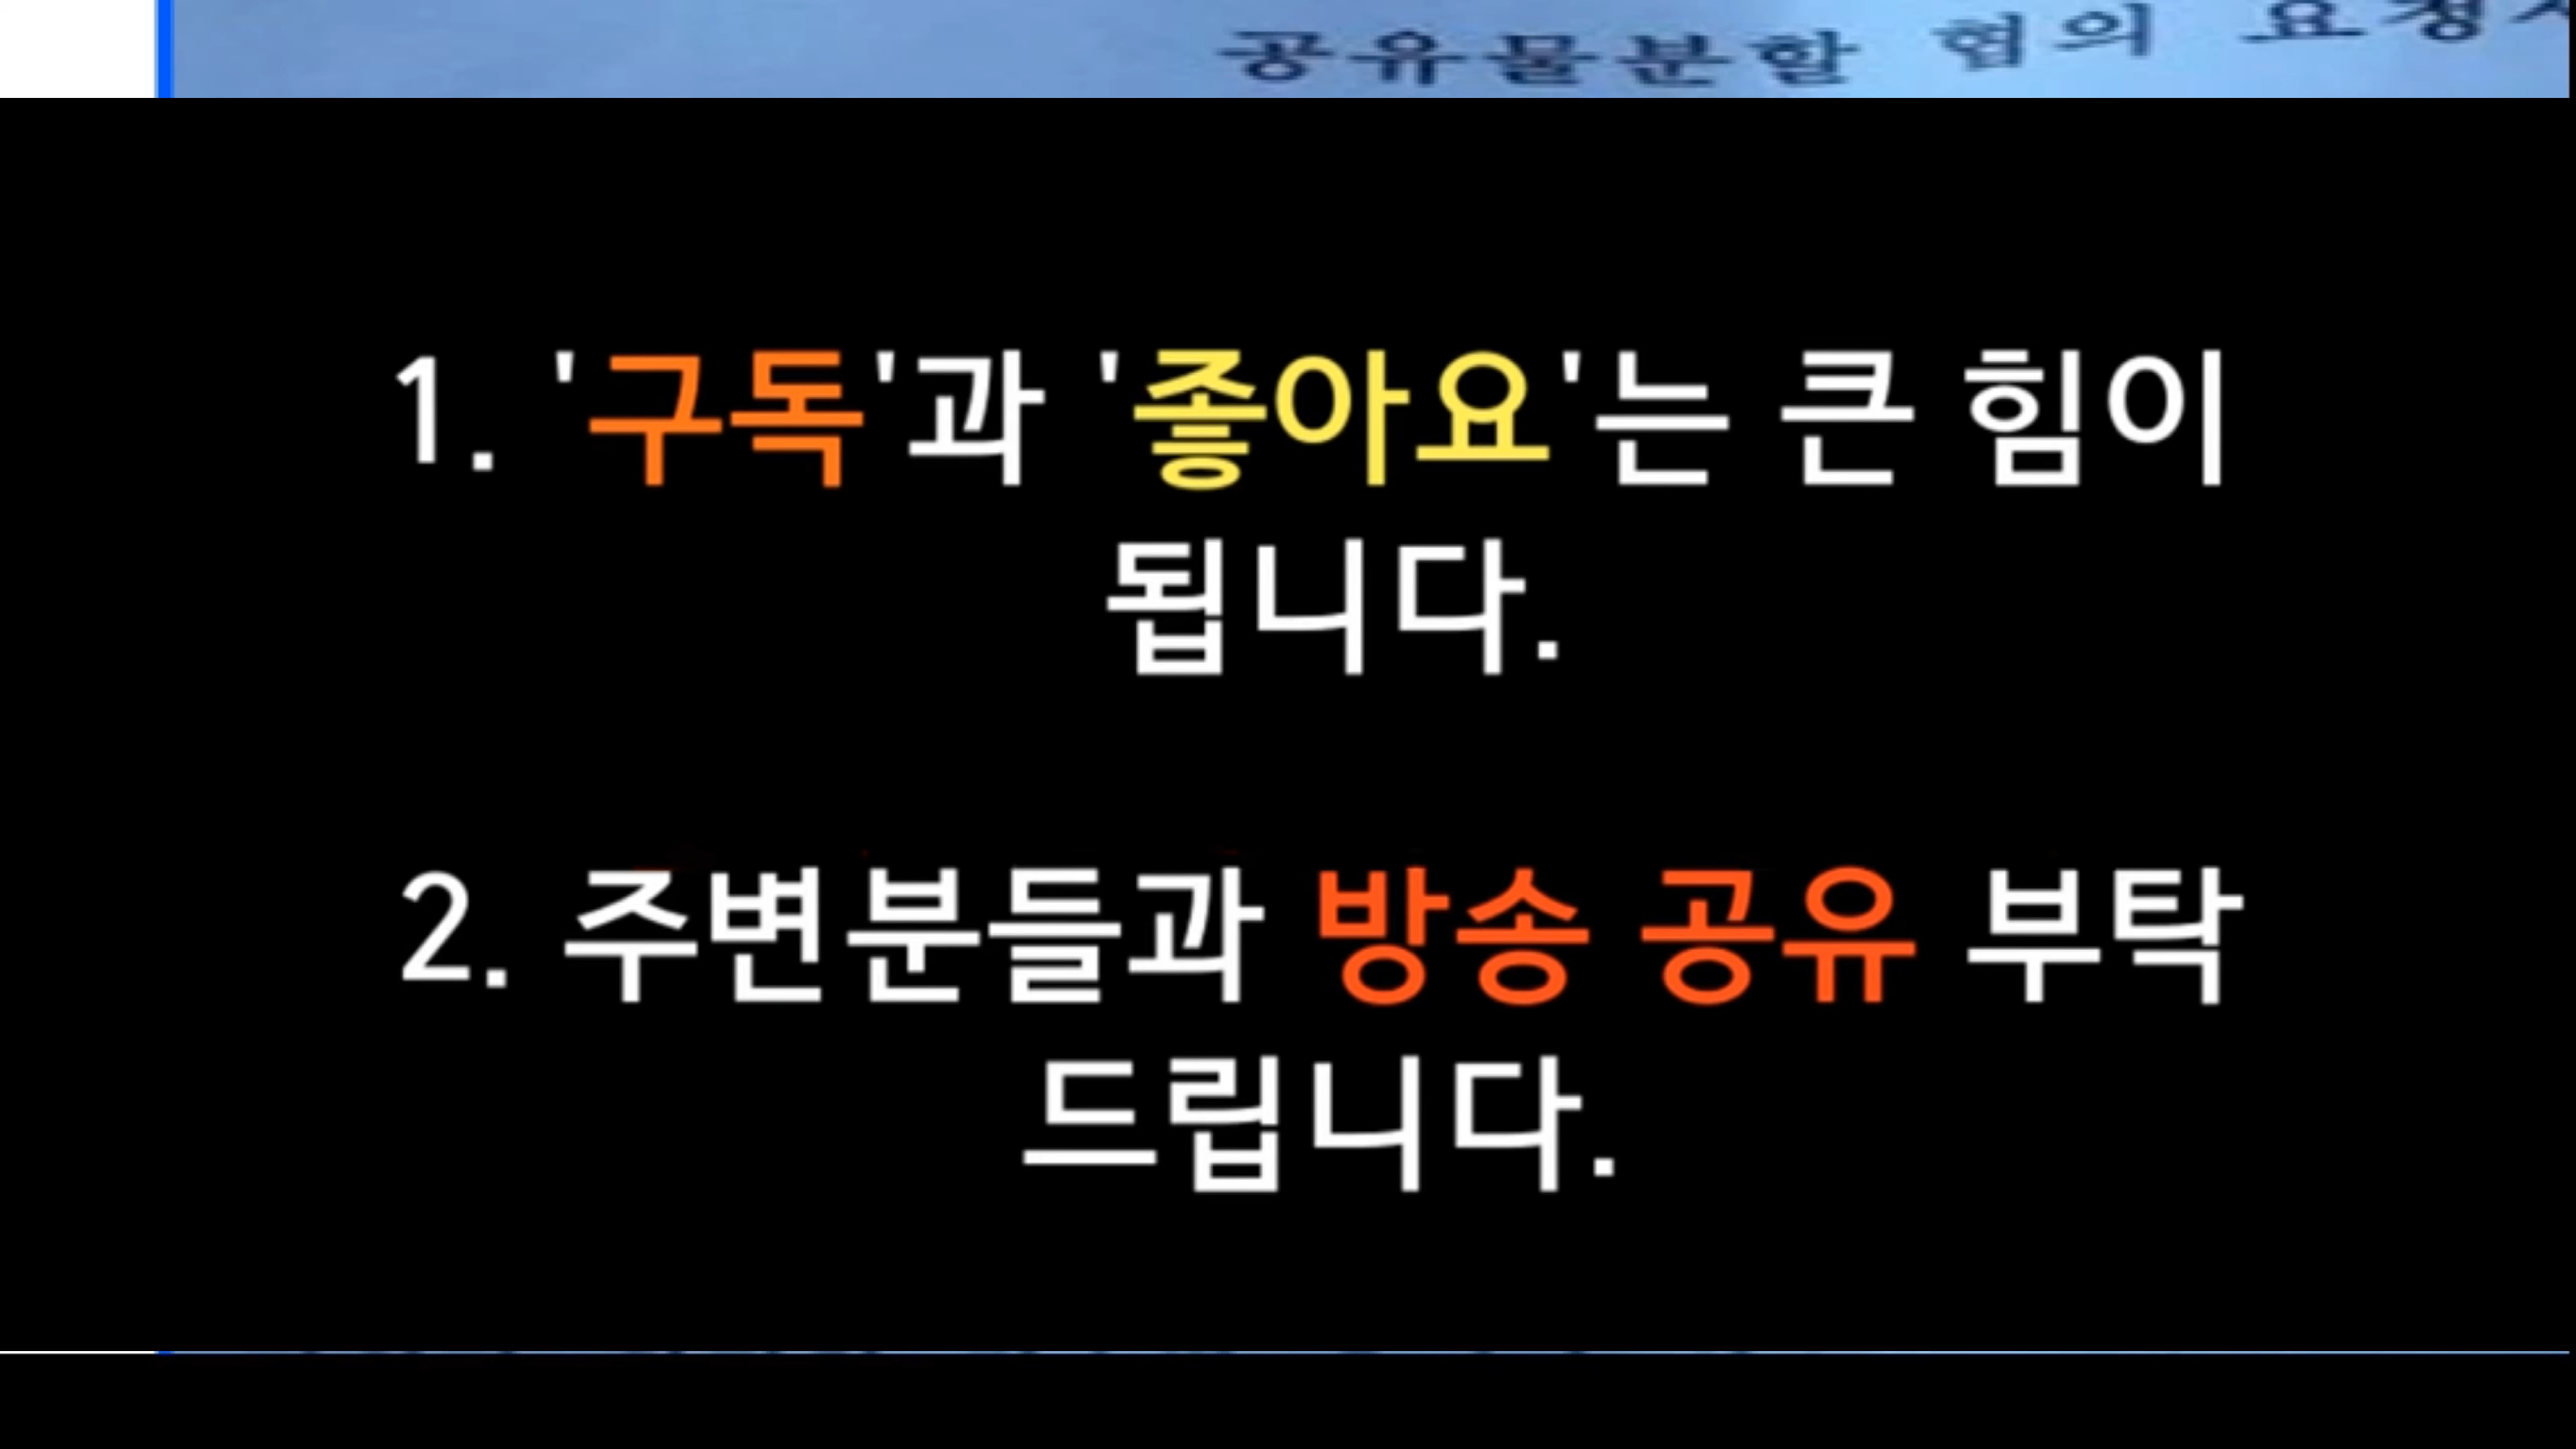 공유물분할 협의 요청
1. '구독'과 '좋아요'는 큰 힘이
됩니다.
2. 주변분들과 방송 공유 부탁
드립니다.